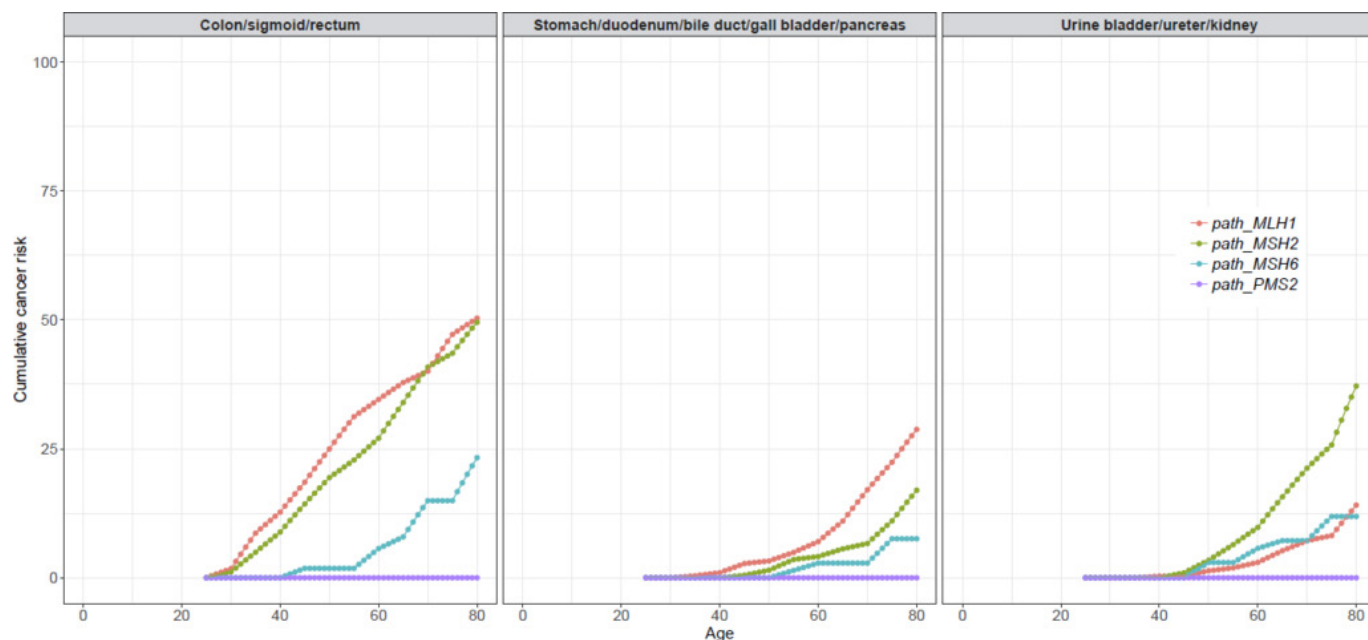 Colon/sigmoid/rectum
Stomach/duodenum/bile duct/gall bladder/pancreas
Urine bladder/ureter/kidney
100
75
50
25
0
Cumulative cancer risk
path_MLH1
path_MSH2
path_MSH6
path_PMS2
0 20 40 60 80
0 20 40 60 80
0 20 40 60 80
Age